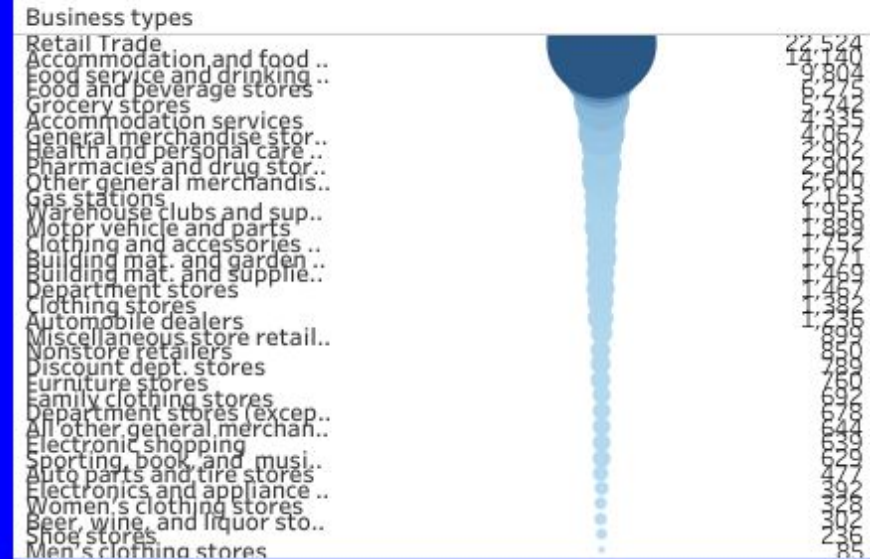 Business types
Retail Trade 22,524
Accommodation and food .. 14,140
Food service and drinking .. 9,804
Food and beverage stores 6,275
Grocery stores 5,742
Accommodation services 4,335
General merchandise stor.. 4,067
Health and personal care .. 2,902
Pharmacies and drug stor.. 2,902
Other general merchandis.. 2,600
Gas stations 2,163
Warehouse clubs and sup.. 1,956
Motor vehicle and parts 1,889
Clothing and accessories .. 1,752
Building mat. and garden .. 1,671
Building mat. and supplie.. 1,469
Department stores 1,467
Clothing stores 1,382
Automobile dealers 1,236
Miscellaneous store retail.. 899
Nonstore retailers 850
Discount dept. stores 789
Furniture stores 760
Family clothing stores 692
Department stores (excep.. 678
All other general merchan.. 644
Electronic shopping 639
Sporting, book, and musi.. 629
Auto parts and tire stores 477
Electronics and appliance .. 392
Women's clothing stores 328
Beer, wine, and liquor sto.. 302
Shoe stores 236
Men's clothing stores 85